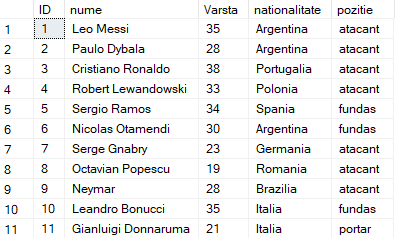 ID nume Varsta nationalitate pozitie
1 1 Leo Messi 35 Argentina atacant
2 2 Paulo Dybala 28 Argentina atacant
3 3 Cristiano Ronaldo 38 Portugalia atacant
4 4 Robert Lewandowski 33 Polonia atacant
5 5 Sergio Ramos 34 Spania fundas
6 6 Nicolas Otamendi 30 Argentina fundas
7 7 Serge Gnabry 23 Germania atacant
8 8 Octavian Popescu 19 Romania atacant
9 9 Neymar 28 Brazilia atacant
10 10 Leandro Bonucci 35 Italia fundas
11 11 Gianluigi Donnaruma 21 Italia portar